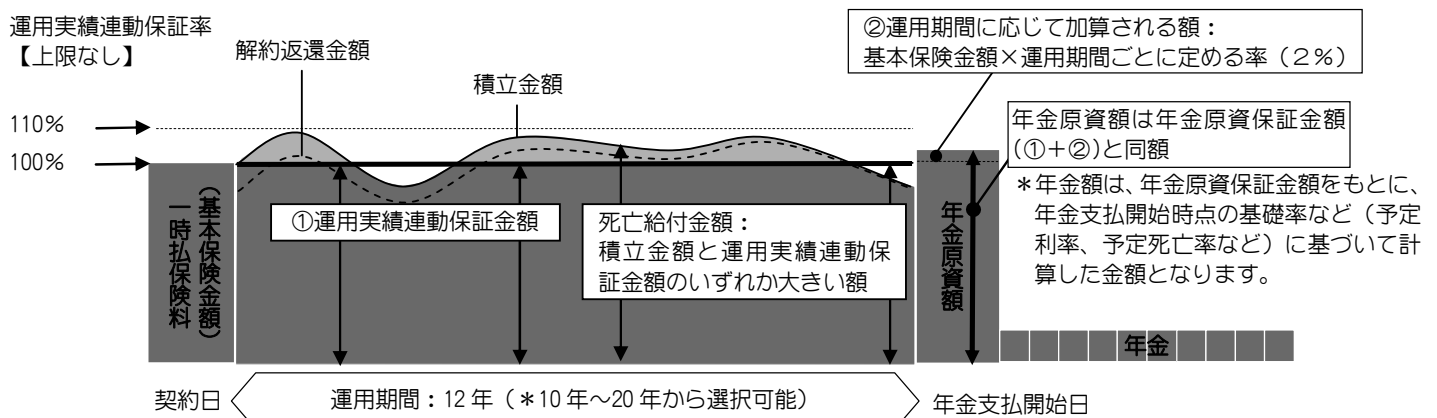 運用実績連動保証率
【上限なし】
解約返還金額
積立金額
②運用期間に応じて加算される額：
基本保険金額×運用期間ごとに定める率（２％）
110%
100%
年金原資額は年金原資保証金額
(①＋②)と同額
＊年金額は、年金原資保証金額をもとに、
年金支払開始時点の基礎率など（予定
利率、予定死亡率など）に基づいて計
算した金額となります。
一時払保険料
（基本保険金額）
①運用実績連動保証金額
死亡給付金額：
積立金額と運用実績連動保
証金額のいずれか大きい額
年金原資額
年金
契約日
運用期間：12年（＊10年～20年から選択可能）
年金支払開始日